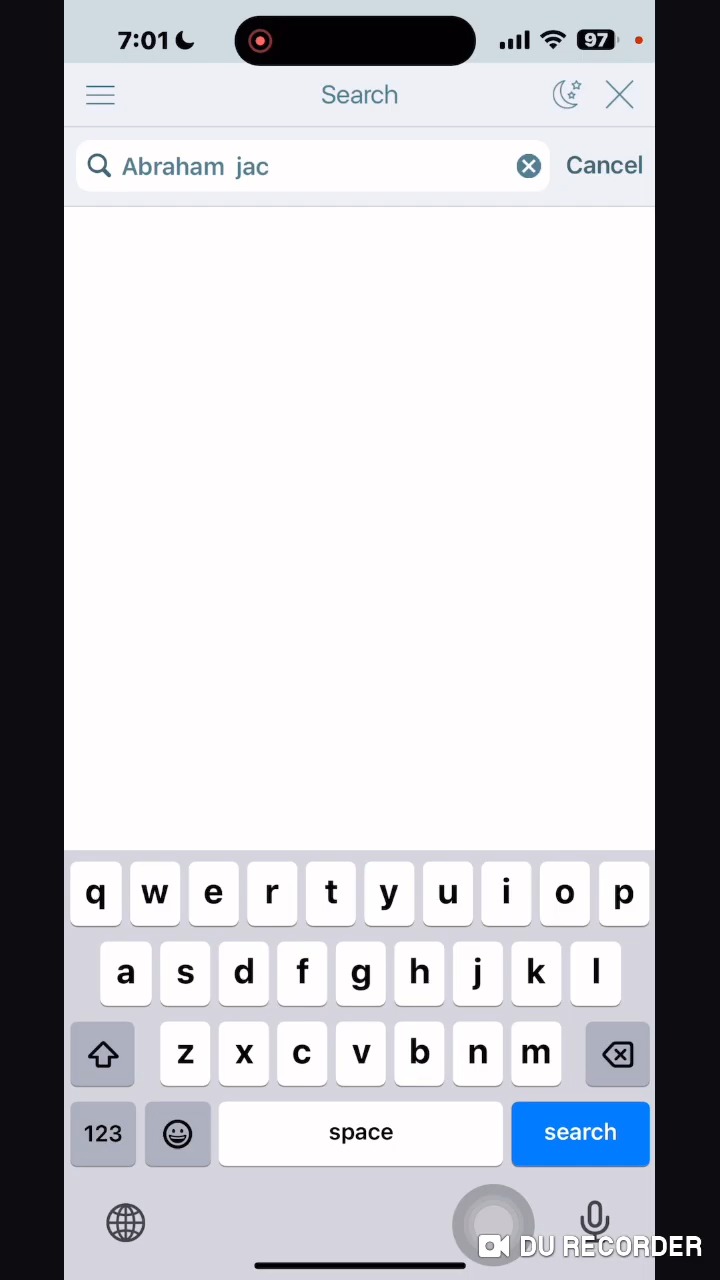 7:01
97
Search
Abraham  jac
Cancel
q w e r t y u i o p
a s d f g h j k l
z x c v b n m
123 space search
DU RECORDER